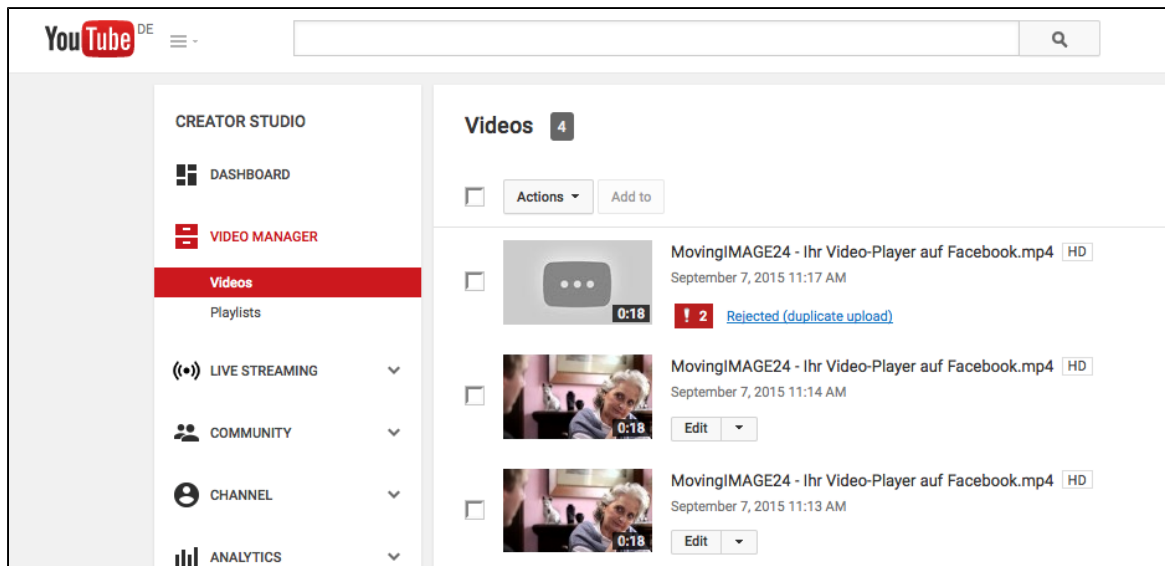 YouTube DE
CREATOR STUDIO
DASHBOARD
VIDEO MANAGER
Videos
Playlists
LIVE STREAMING
COMMUNITY
CHANNEL
ANALYTICS
Videos 4
Actions Add to
MovingIMAGE24 - Ihr Video-Player auf Facebook.mp4 HD
September 7, 2015 11:17 AM
0:18
! 2 Rejected (duplicate upload)
MovingIMAGE24 - Ihr Video-Player auf Facebook.mp4 HD
September 7, 2015 11:14 AM
0:18
Edit
MovingIMAGE24 - Ihr Video-Player auf Facebook.mp4 HD
September 7, 2015 11:13 AM
0:18
Edit